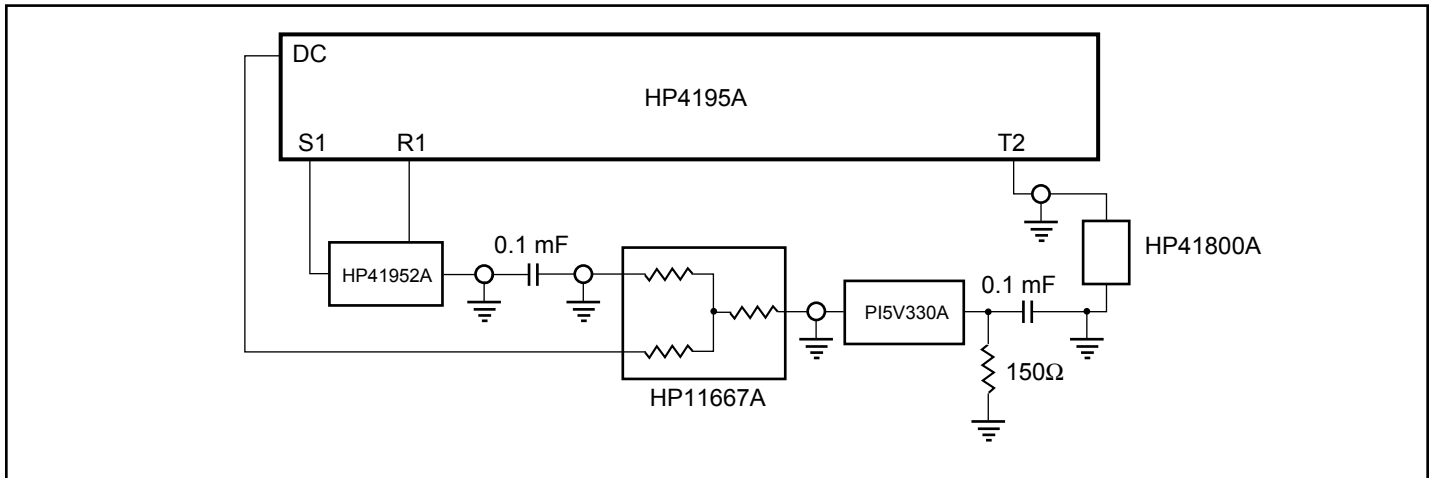 DC
HP4195A
S1
R1
T2
0.1 mF
HP41800A
HP41952A
0.1 mF
PI5V330A
150Ω
HP11667A